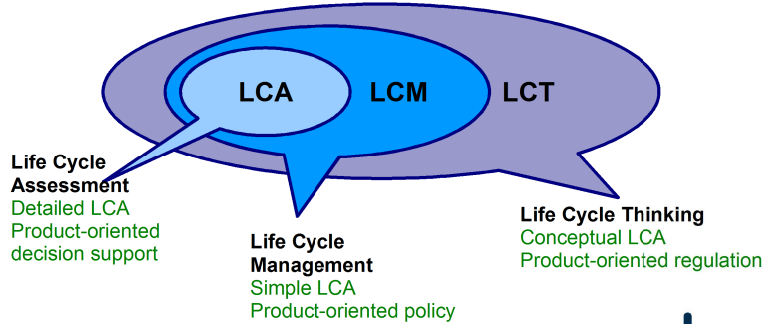 LCA
LCM
LCT
Life Cycle
Assessment
Detailed LCA
Product-oriented
decision support
Life Cycle
Management
Simple LCA
Product-oriented policy
Life Cycle Thinking
Conceptual LCA
Product-oriented regulation